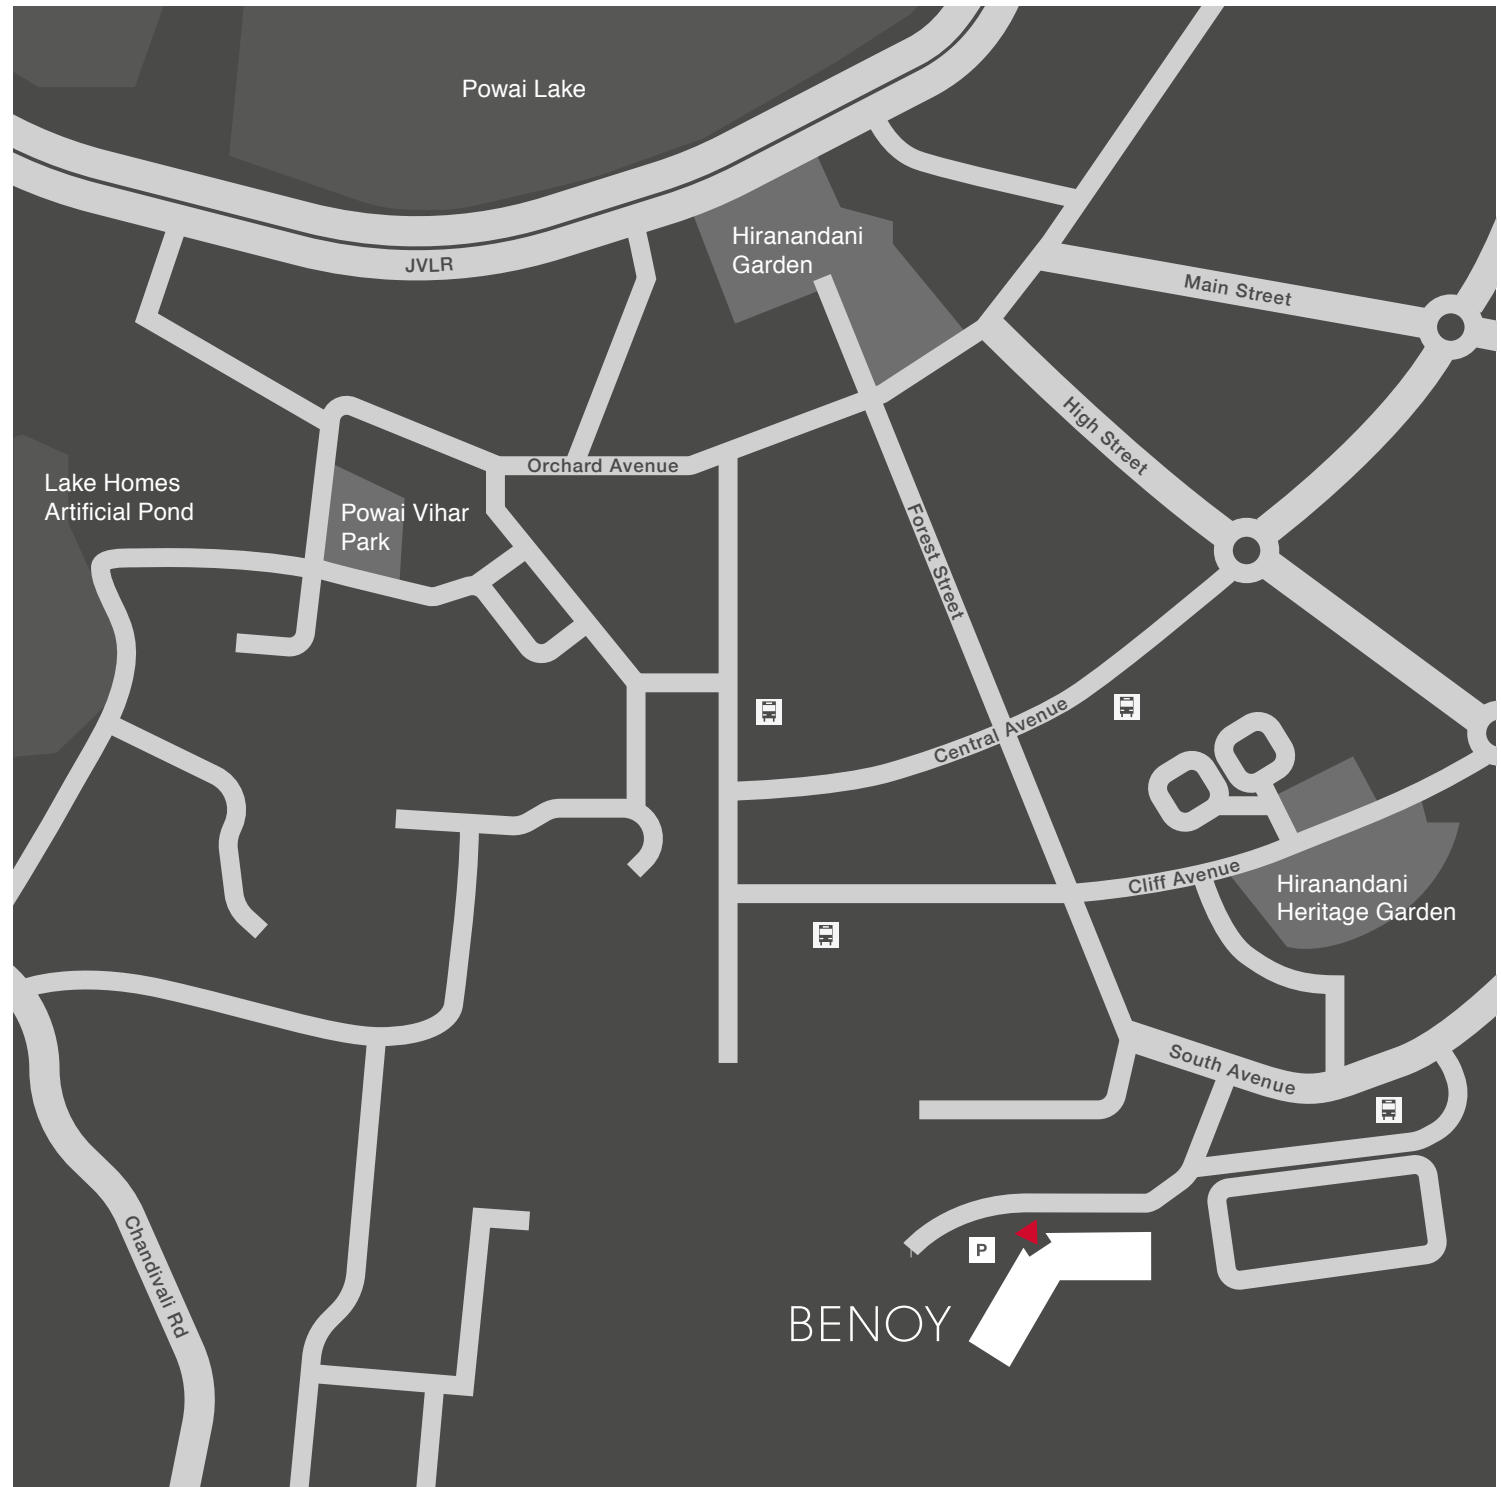 Powai Lake
Hiranandani
Garden
JVLR
Main Street
High Street
Orchard Avenue
Lake Homes
Artificial Pond
Powai Vihar
Park
Forest Street
Central Avenue
Cliff Avenue
Hiranandani
Heritage Garden
South Avenue
Chandivali Rd
P
BENOY